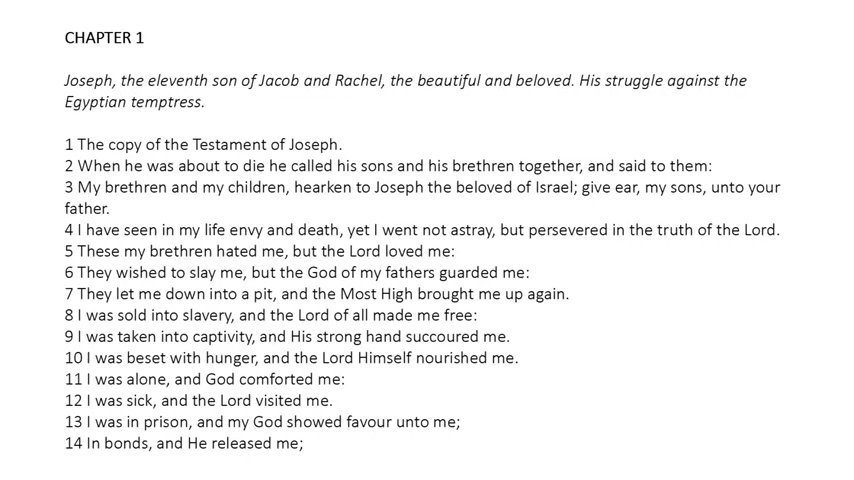 CHAPTER 1
Joseph, the eleventh son of Jacob and Rachel, the beautiful and beloved. His struggle against the
Egyptian temptress.
1 The copy of the Testament of Joseph.
2 When he was about to die he called his sons and his brethren together, and said to them:
3 My brethren and my children, hearken to Joseph the beloved of Israel; give ear, my sons, unto your
father.
4 I have seen in my life envy and death, yet I went not astray, but persevered in the truth of the Lord.
5 These my brethren hated me, but the Lord loved me:
6 They wished to slay me, but the God of my fathers guarded me:
7 They let me down into a pit, and the Most High brought me up again.
8 I was sold into slavery, and the Lord of all made me free:
9 I was taken into captivity, and His strong hand succoured me.
10 I was beset with hunger, and the Lord Himself nourished me.
11 I was alone, and God comforted me:
12 I was sick, and the Lord visited me.
13 I was in prison, and my God showed favour unto me;
14 In bonds, and He released me;